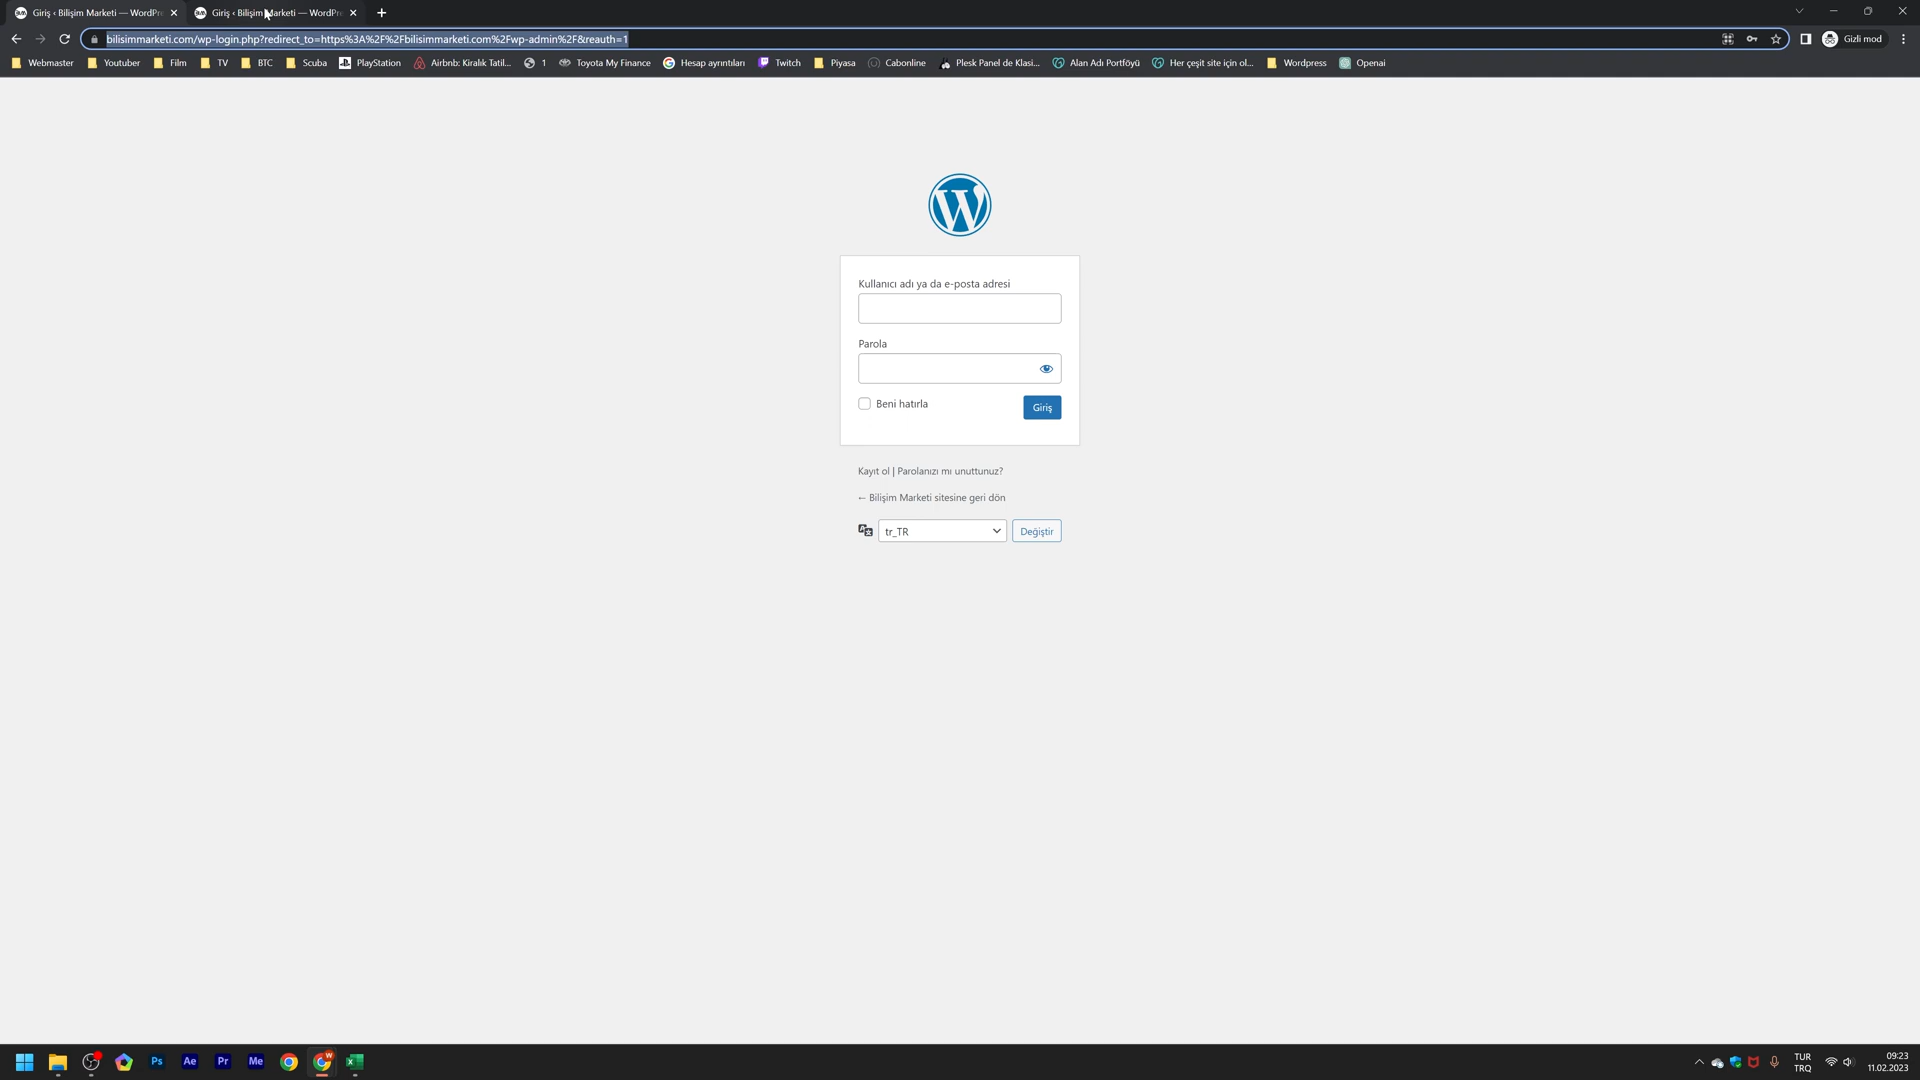 Giriş ‹ Bilişim Marketi — WordPr
Giriş ‹ Bilişim Marketi — WordPr
bilisimmarketi.com/wp-login.php?redirect_to=https%3A%2F%2Fbilisimmarketi.com%2Fwp-admin%2F&reauth=1
Gizli mod
Webmaster Youtuber Film TV BTC Scuba PlayStation Airbnb: Kiralık Tatil... 1 Toyota My Finance Hesap ayrıntıları Twitch Piyasa Cabonline Plesk Panel de Klasi... Alan Adı Portföyü Her çeşit site için ol... Wordpress Openai
Kullanıcı adı ya da e-posta adresi
Parola
Beni hatırla
Giriş
Kayıt ol | Parolanızı mı unuttunuz?
← Bilişim Marketi sitesine geri dön
tr_TR
Değiştir
Ps Ae Pr Me
TUR
TRQ
09:23
11.02.2023